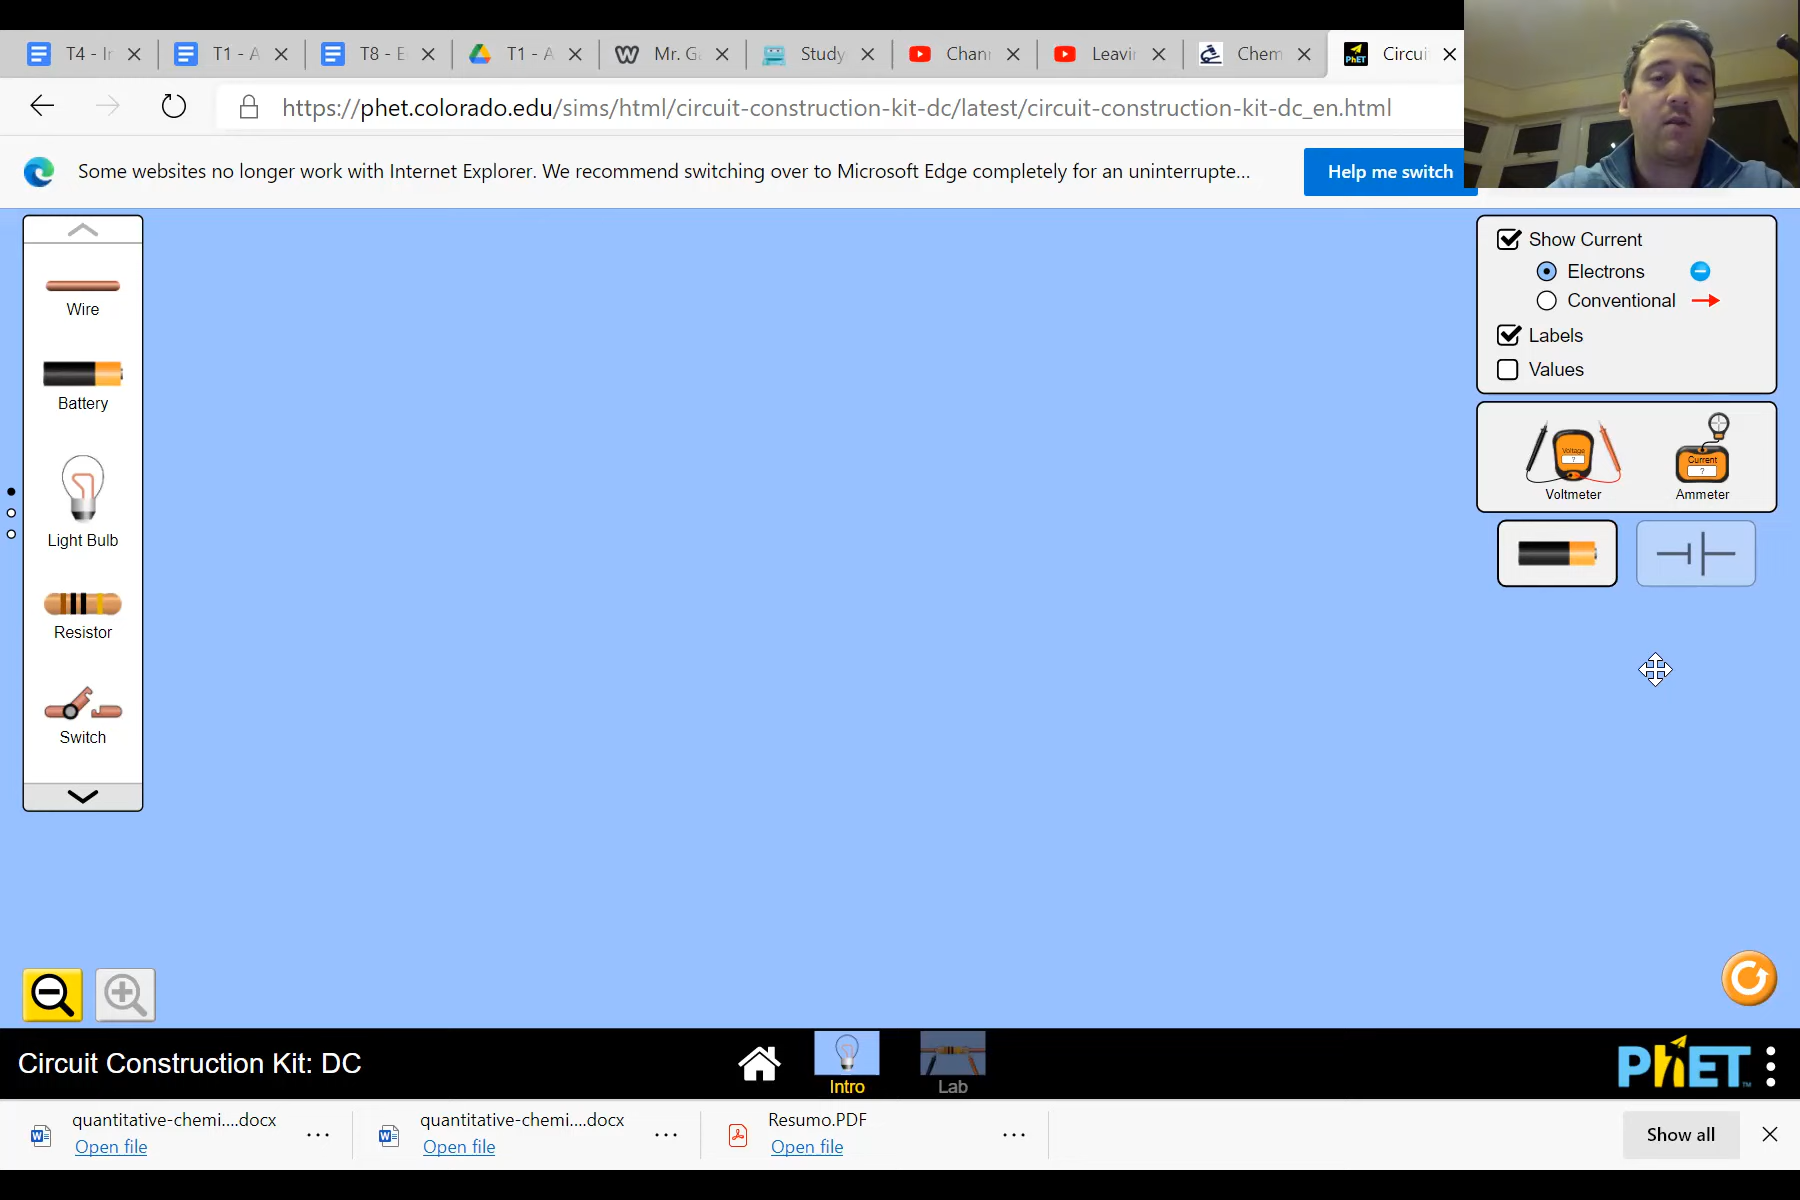 T4 - Ir
T1 - A
T8 - E
T1 - A
Mr. G
Study
Chan
Leavi
Chem
Circui
https://phet.colorado.edu/sims/html/circuit-construction-kit-dc/latest/circuit-construction-kit-dc_en.html
Some websites no longer work with Internet Explorer. We recommend switching over to Microsoft Edge completely for an uninterrupte...
Help me switch
Wire
Battery
Light Bulb
Resistor
Switch
Show Current
Electrons
Conventional
Labels
Values
Voltage
?
Voltmeter
Current
?
Ammeter
Circuit Construction Kit: DC
Intro
Lab
PhET
quantitative-chemi....docx
Open file
quantitative-chemi....docx
Open file
Resumo.PDF
Open file
Show all